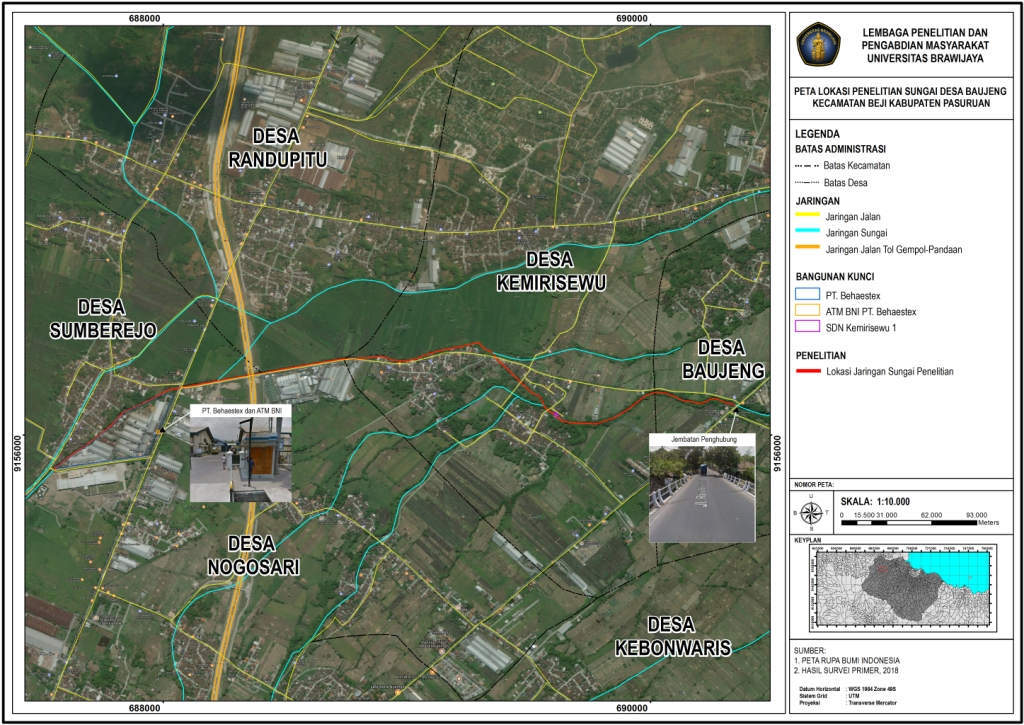 688000
690000
9156000
9156000
688000
690000
DESA
RANDUPITU
DESA
KEMIRISEWU
DESA
SUMBEREJO
DESA
BAUJENG
PT. Behaestex dan ATM BNI
Jembatan Penghubung
DESA
NOGOSARI
DESA
KEBONWARIS
LEMBAGA PENELITIAN DAN
PENGABDIAN MASYARAKAT
UNIVERSITAS BRAWIJAYA
PETA LOKASI PENELITIAN SUNGAI DESA BAUJENG
KECAMATAN BEJI KABUPATEN PASURUAN
LEGENDA
BATAS ADMINISTRASI
Batas Kecamatan
Batas Desa
JARINGAN
Jaringan Jalan
Jaringan Sungai
Jaringan Jalan Tol Gempol-Pandaan
BANGUNAN KUNCI
PT. Behaestex
ATM BNI PT. Behaestex
SDN Kemirisewu 1
PENELITIAN
Lokasi Jaringan Sungai Penelitian
NOMOR PETA:
U
B T
S
SKALA: 1:10.000
0 15.500 31.000 62.000 93.000
Meters
KEYPLAN
SUMBER:
1. PETA RUPA BUMI INDONESIA
2. HASIL SURVEI PRIMER, 2018
Datum Horizontal : WGS 1984 Zone 49S
Sistem Grid : UTM
Proyeksi : Transverse Mercator